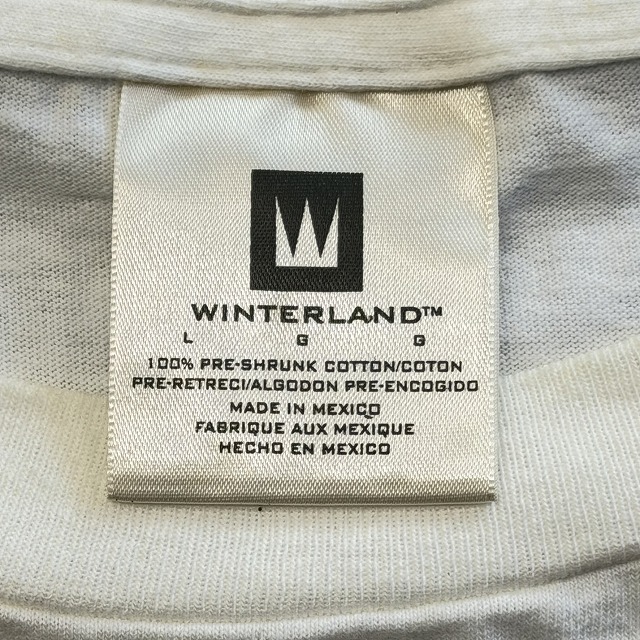 W
WINTERLAND™
L G G
100% PRE-SHRUNK COTTON/COTON
PRE-RETRECI/ALGODON PRE-ENCOGIDO
MADE IN MEXICO
FABRIQUE AUX MEXIQUE
HECHO EN MEXICO